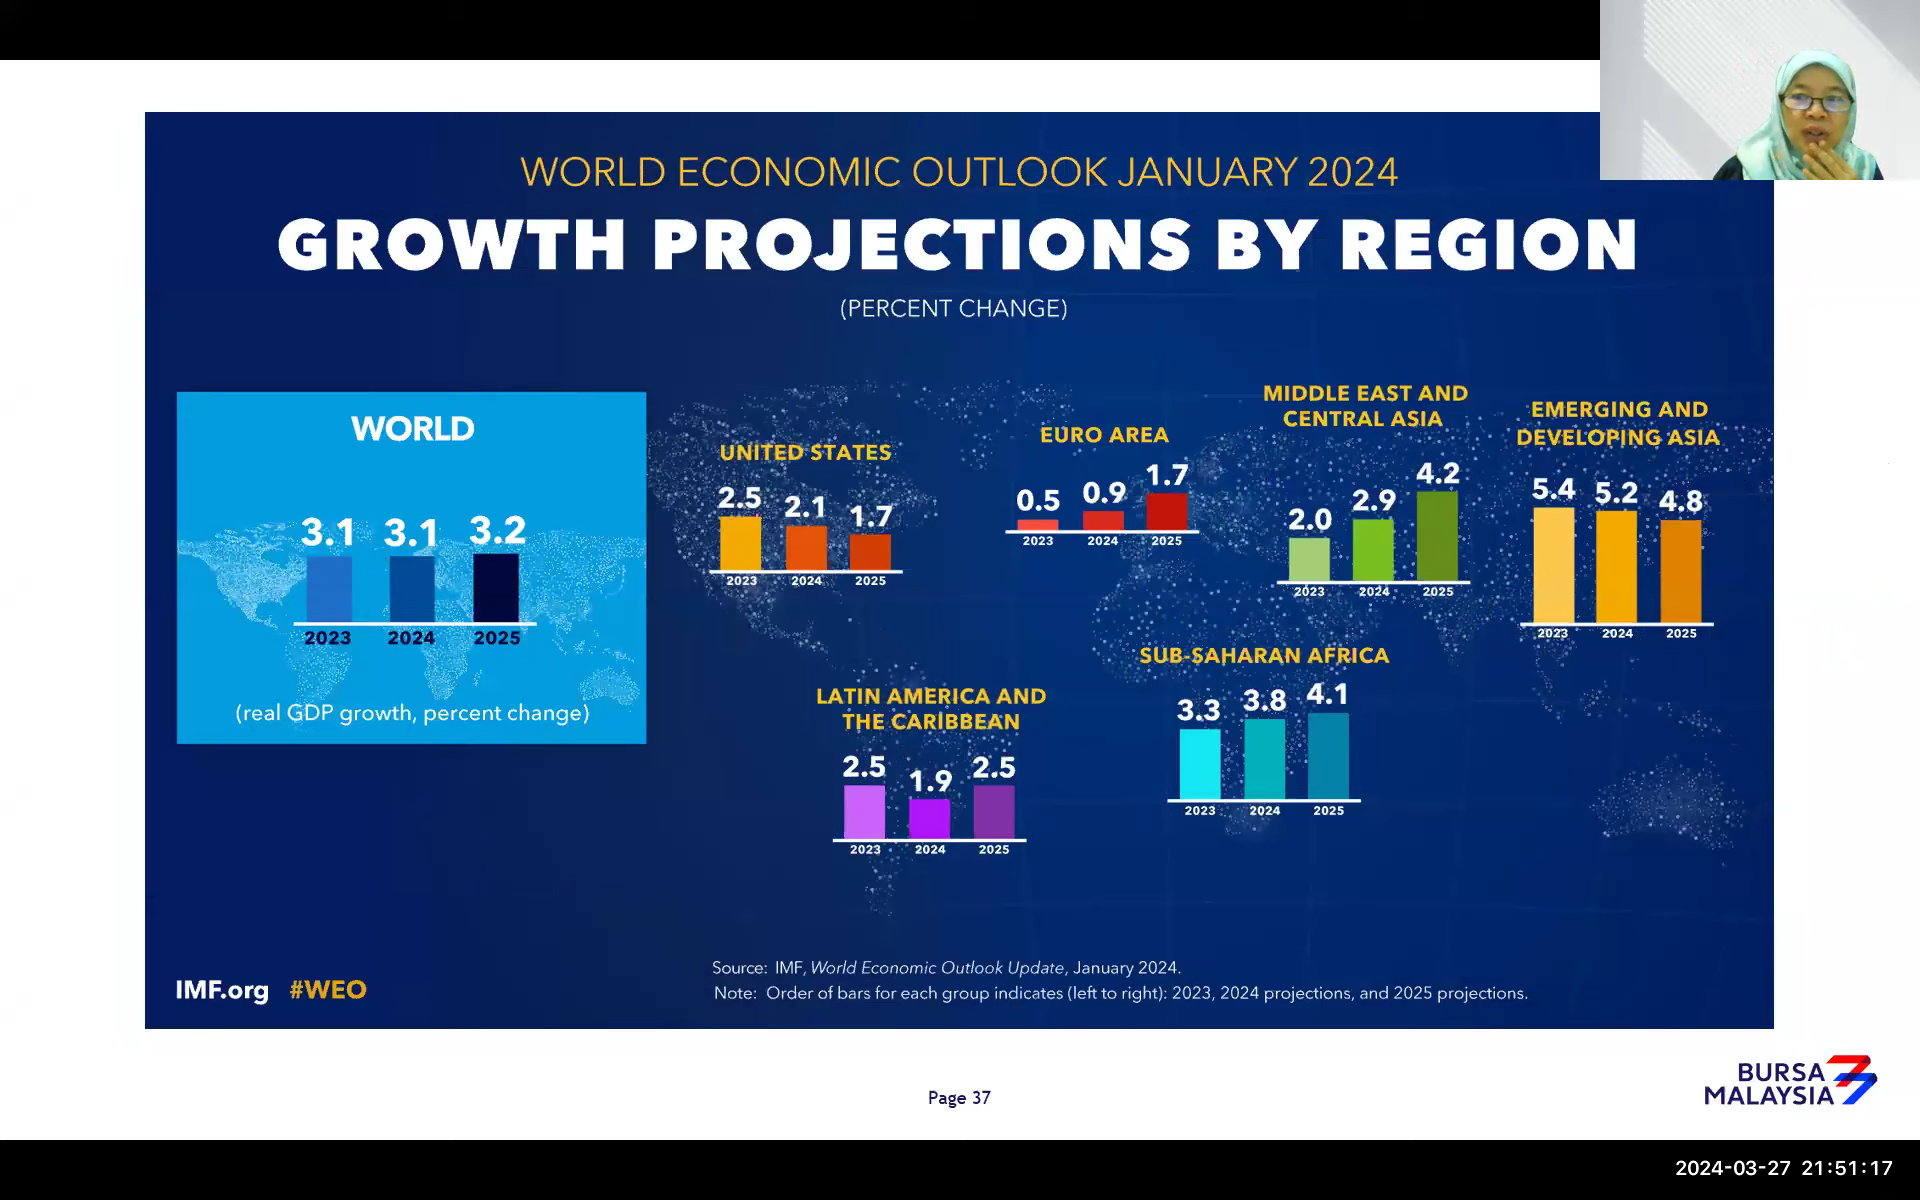 WORLD ECONOMIC OUTLOOK JANUARY 2024
GROWTH PROJECTIONS BY REGION
(PERCENT CHANGE)
WORLD
3.1 3.1 3.2
2023 2024 2025
(real GDP growth, percent change)
UNITED STATES
2.5 2.1 1.7
2023 2024 2025
EURO AREA
0.5 0.9 1.7
2023 2024 2025
MIDDLE EAST AND
CENTRAL ASIA
2.0 2.9 4.2
2023 2024 2025
EMERGING AND
DEVELOPING ASIA
5.4 5.2 4.8
2023 2024 2025
LATIN AMERICA AND
THE CARIBBEAN
2.5 1.9 2.5
2023 2024 2025
SUB-SAHARAN AFRICA
3.3 3.8 4.1
2023 2024 2025
IMF.org #WEO
Source: IMF, World Economic Outlook Update, January 2024.
Note: Order of bars for each group indicates (left to right): 2023, 2024 projections, and 2025 projections.
Page 37
BURSA
MALAYSIA
2024-03-27 21:51:17